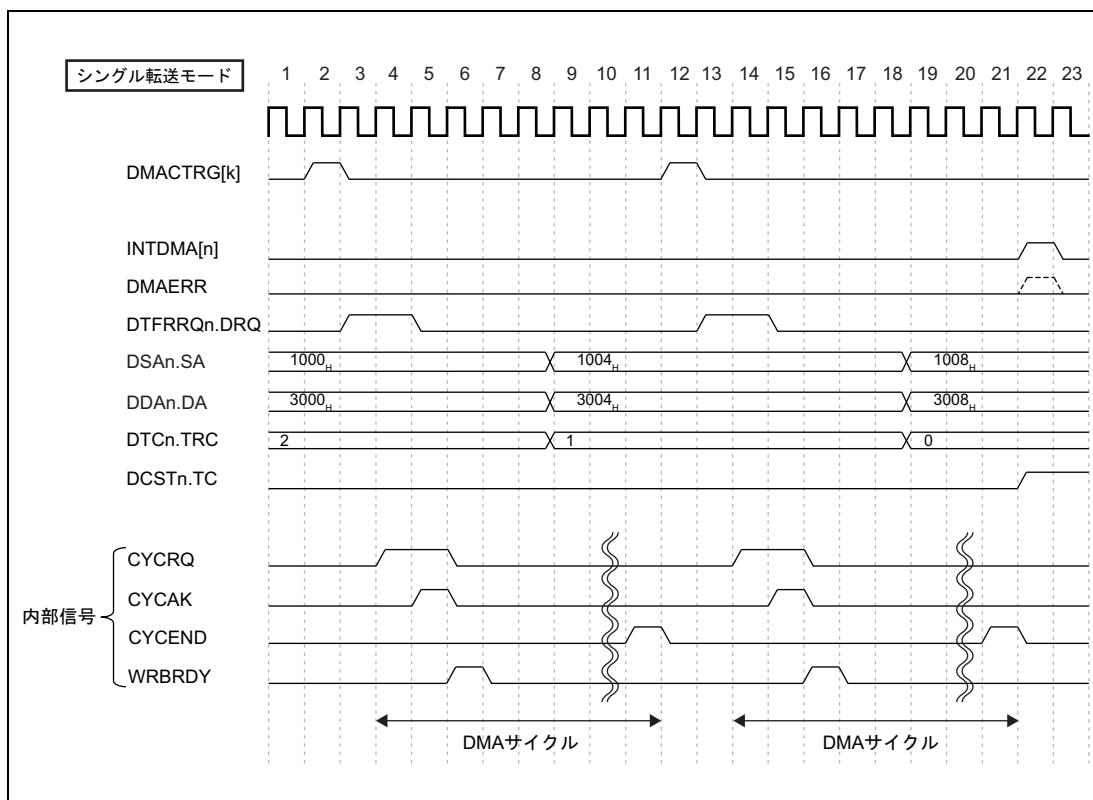 シングル転送モード
1 2 3 4 5 6 7 8 9 10 11 12 13 14 15 16 17 18 19 20 21 22 23
DMACTRG[k]
INTDMA[n]
DMAERR
DTFRRQn.DRQ
DSAn.SA 1000H 1004H 1008H
DDAn.DA 3000H 3004H 3008H
DTCn.TRC 2 1 0
DCSTn.TC
内部信号
CYCRQ
CYCAK
CYCEND
WRBRDY
DMAサイクル DMAサイクル